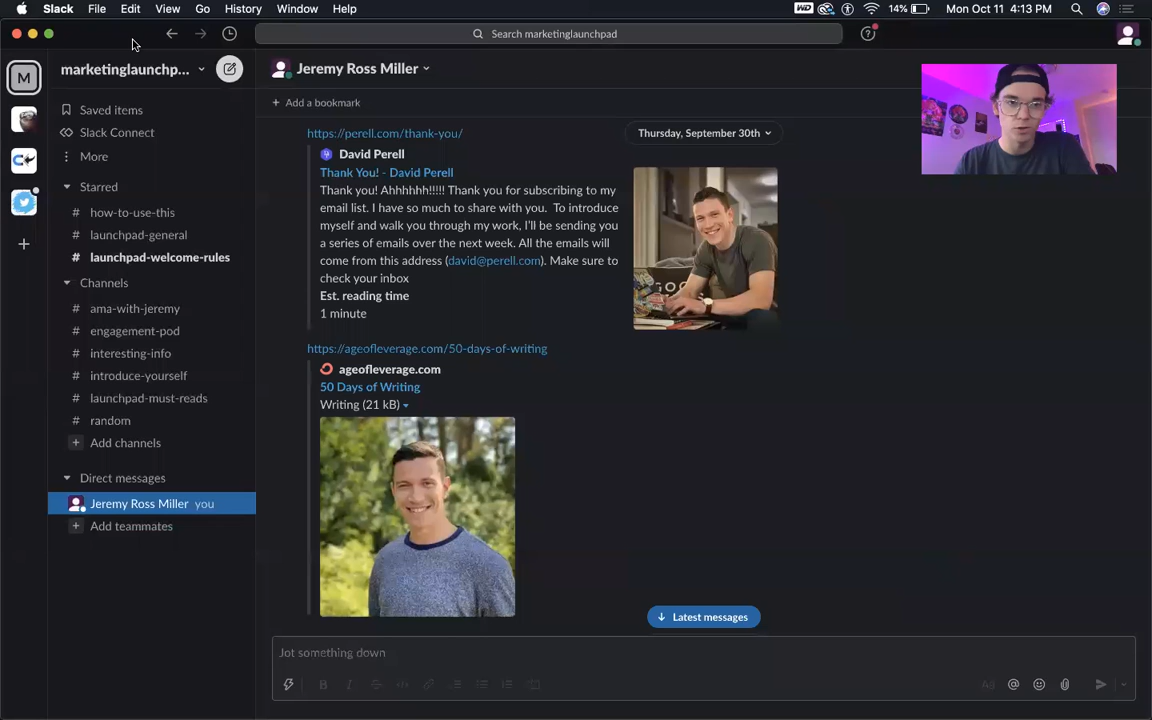 Slack File Edit View Go History Window Help WD 14% Mon Oct 11 4:13 PM
Search marketinglaunchpad
M
marketinglaunchp...
Saved items
Slack Connect
More
Starred
how-to-use-this
launchpad-general
# launchpad-welcome-rules
Channels
# ama-with-jeremy
# engagement-pod
# interesting-info
# introduce-yourself
# launchpad-must-reads
# random
+ Add channels
Direct messages
Jeremy Ross Miller you
+ Add teammates
Jeremy Ross Miller
+ Add a bookmark
Thursday, September 30th
https://perell.com/thank-you/
David Perell
Thank You! - David Perell
Thank you! Ahhhhhh!!!!! Thank you for subscribing to my
email list. I have so much to share with you. To introduce
myself and walk you through my work, I'll be sending you
a series of emails over the next week. All the emails will
come from this address (david@perell.com). Make sure to
check your inbox
Est. reading time
1 minute
https://ageofleverage.com/50-days-of-writing
ageofleverage.com
50 Days of Writing
Writing (21 kB)
Latest messages
Jot something down